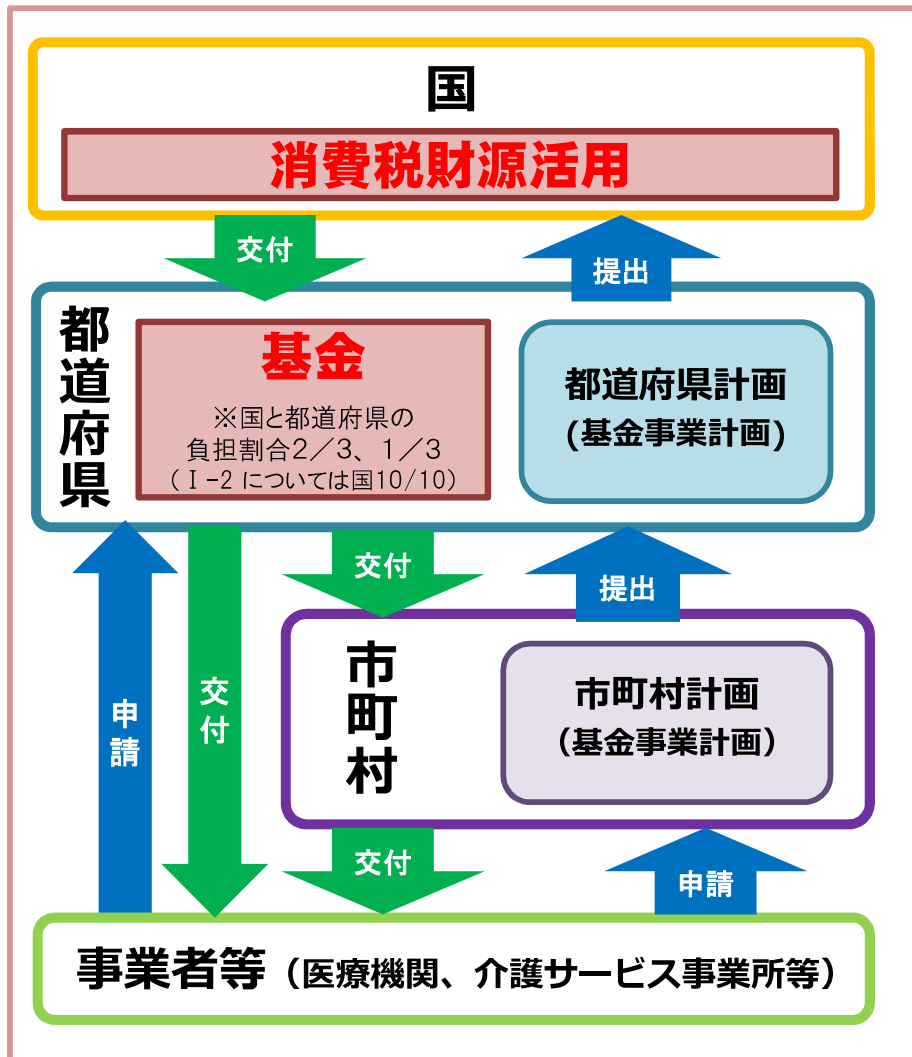 国
消費税財源活用
交付
提出
都道府県
基金
※国と都道府県の
負担割合2/3、1/3
(Ⅰ-2 については国10/10)
都道府県計画
(基金事業計画)
交付
提出
申請
交付
市町村
市町村計画
(基金事業計画)
交付
申請
事業者等(医療機関、介護サービス事業所等)